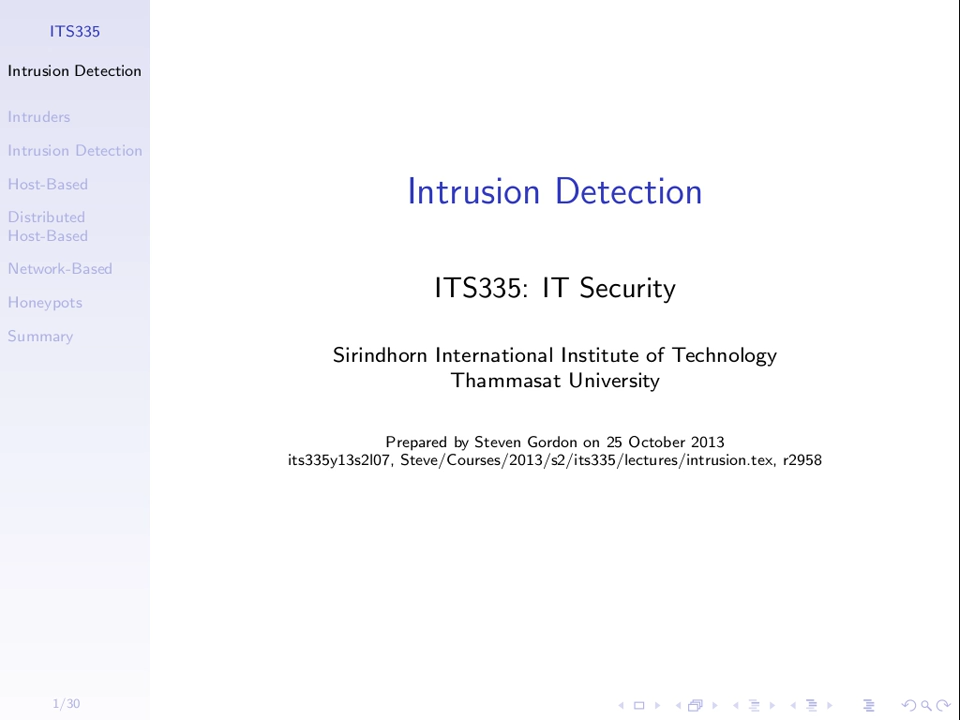 ITS335
Intrusion Detection
Intruders
Intrusion Detection
Host-Based
Distributed
Host-Based
Network-Based
Honeypots
Summary
1/30
Intrusion Detection
ITS335: IT Security
Sirindhorn International Institute of Technology
Thammasat University
Prepared by Steven Gordon on 25 October 2013
its335y13s2l07, Steve/Courses/2013/s2/its335/lectures/intrusion.tex, r2958